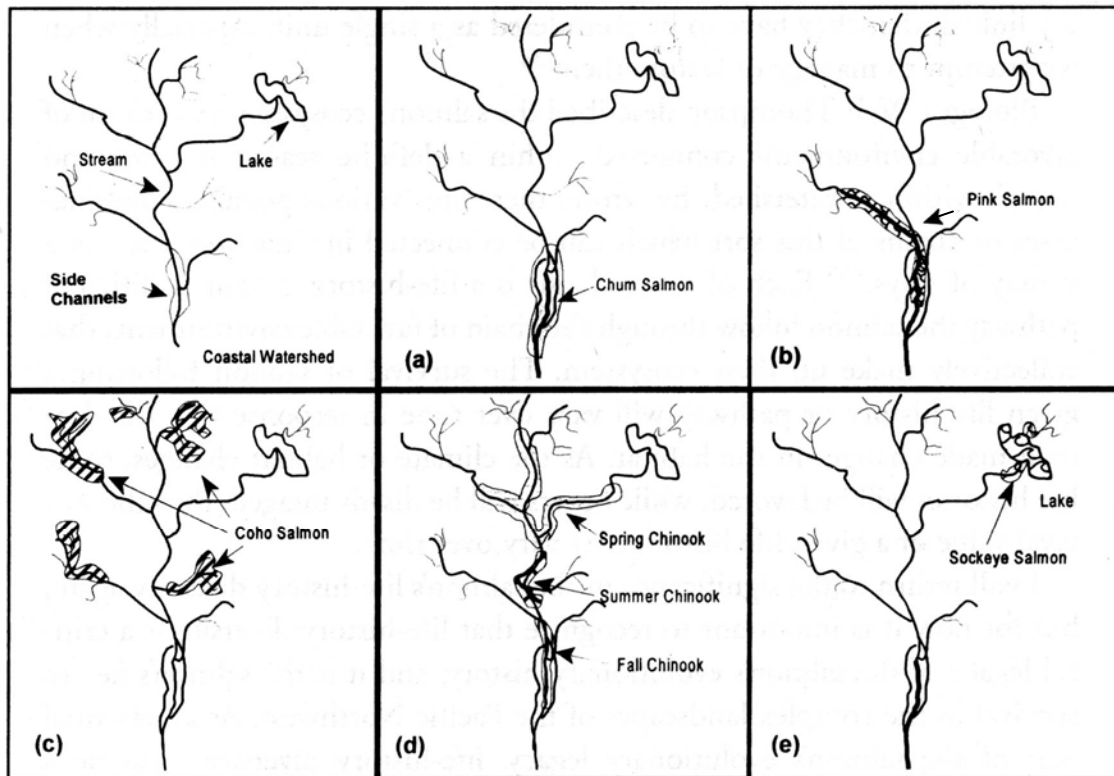 Lake
Stream
Side
Channels
Coastal Watershed
Chum Salmon
(a)
Pink Salmon
(b)
Coho Salmon
(c)
Spring Chinook
Summer Chinook
Fall Chinook
(d)
Lake
Sockeye Salmon
(e)